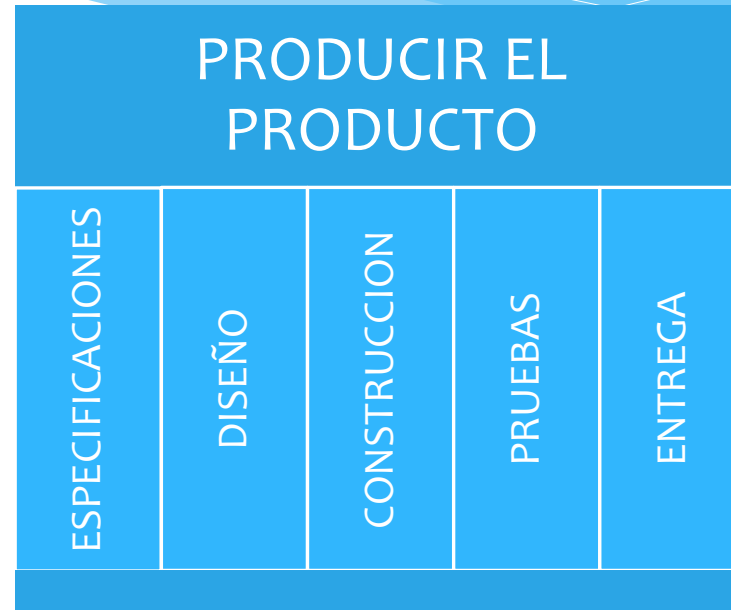 PRODUCIR EL
PRODUCTO
ESPECIFICACIONES
DISEÑO
CONSTRUCCION
PRUEBAS
ENTREGA